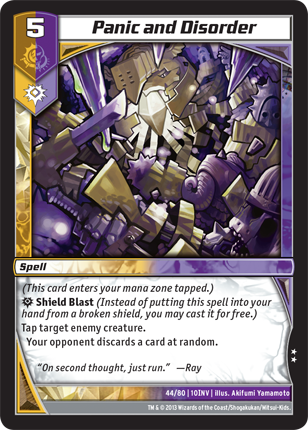 5
Panic and Disorder
Spell
(This card enters your mana zone tapped.)
Shield Blast (Instead of putting this spell into your
hand from a broken shield, you may cast it for free.)
Tap target enemy creature.
Your opponent discards a card at random.
"On second thought, just run." —Ray
44/80 | 10INV | Illus. Akifumi Yamamoto
TM & © 2013 Wizards of the Coast/Shogakukan/Mitsui-Kids.